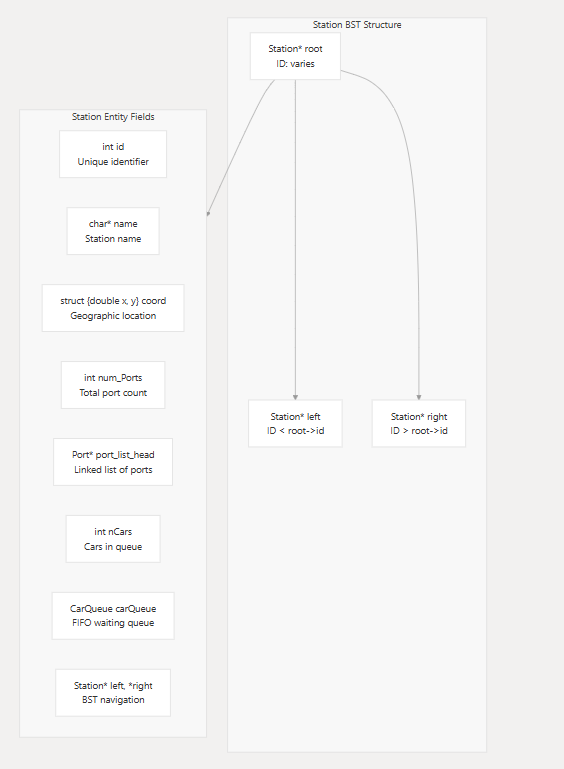 Station BST Structure
Station* root
ID: varies
Station Entity Fields
int id
Unique identifier
char* name
Station name
struct {double x, y} coord
Geographic location
int num_Ports
Total port count
Port* port_list_head
Linked list of ports
int nCars
Cars in queue
CarQueue carQueue
FIFO waiting queue
Station* left, *right
BST navigation
Station* left
ID < root->id
Station* right
ID > root->id